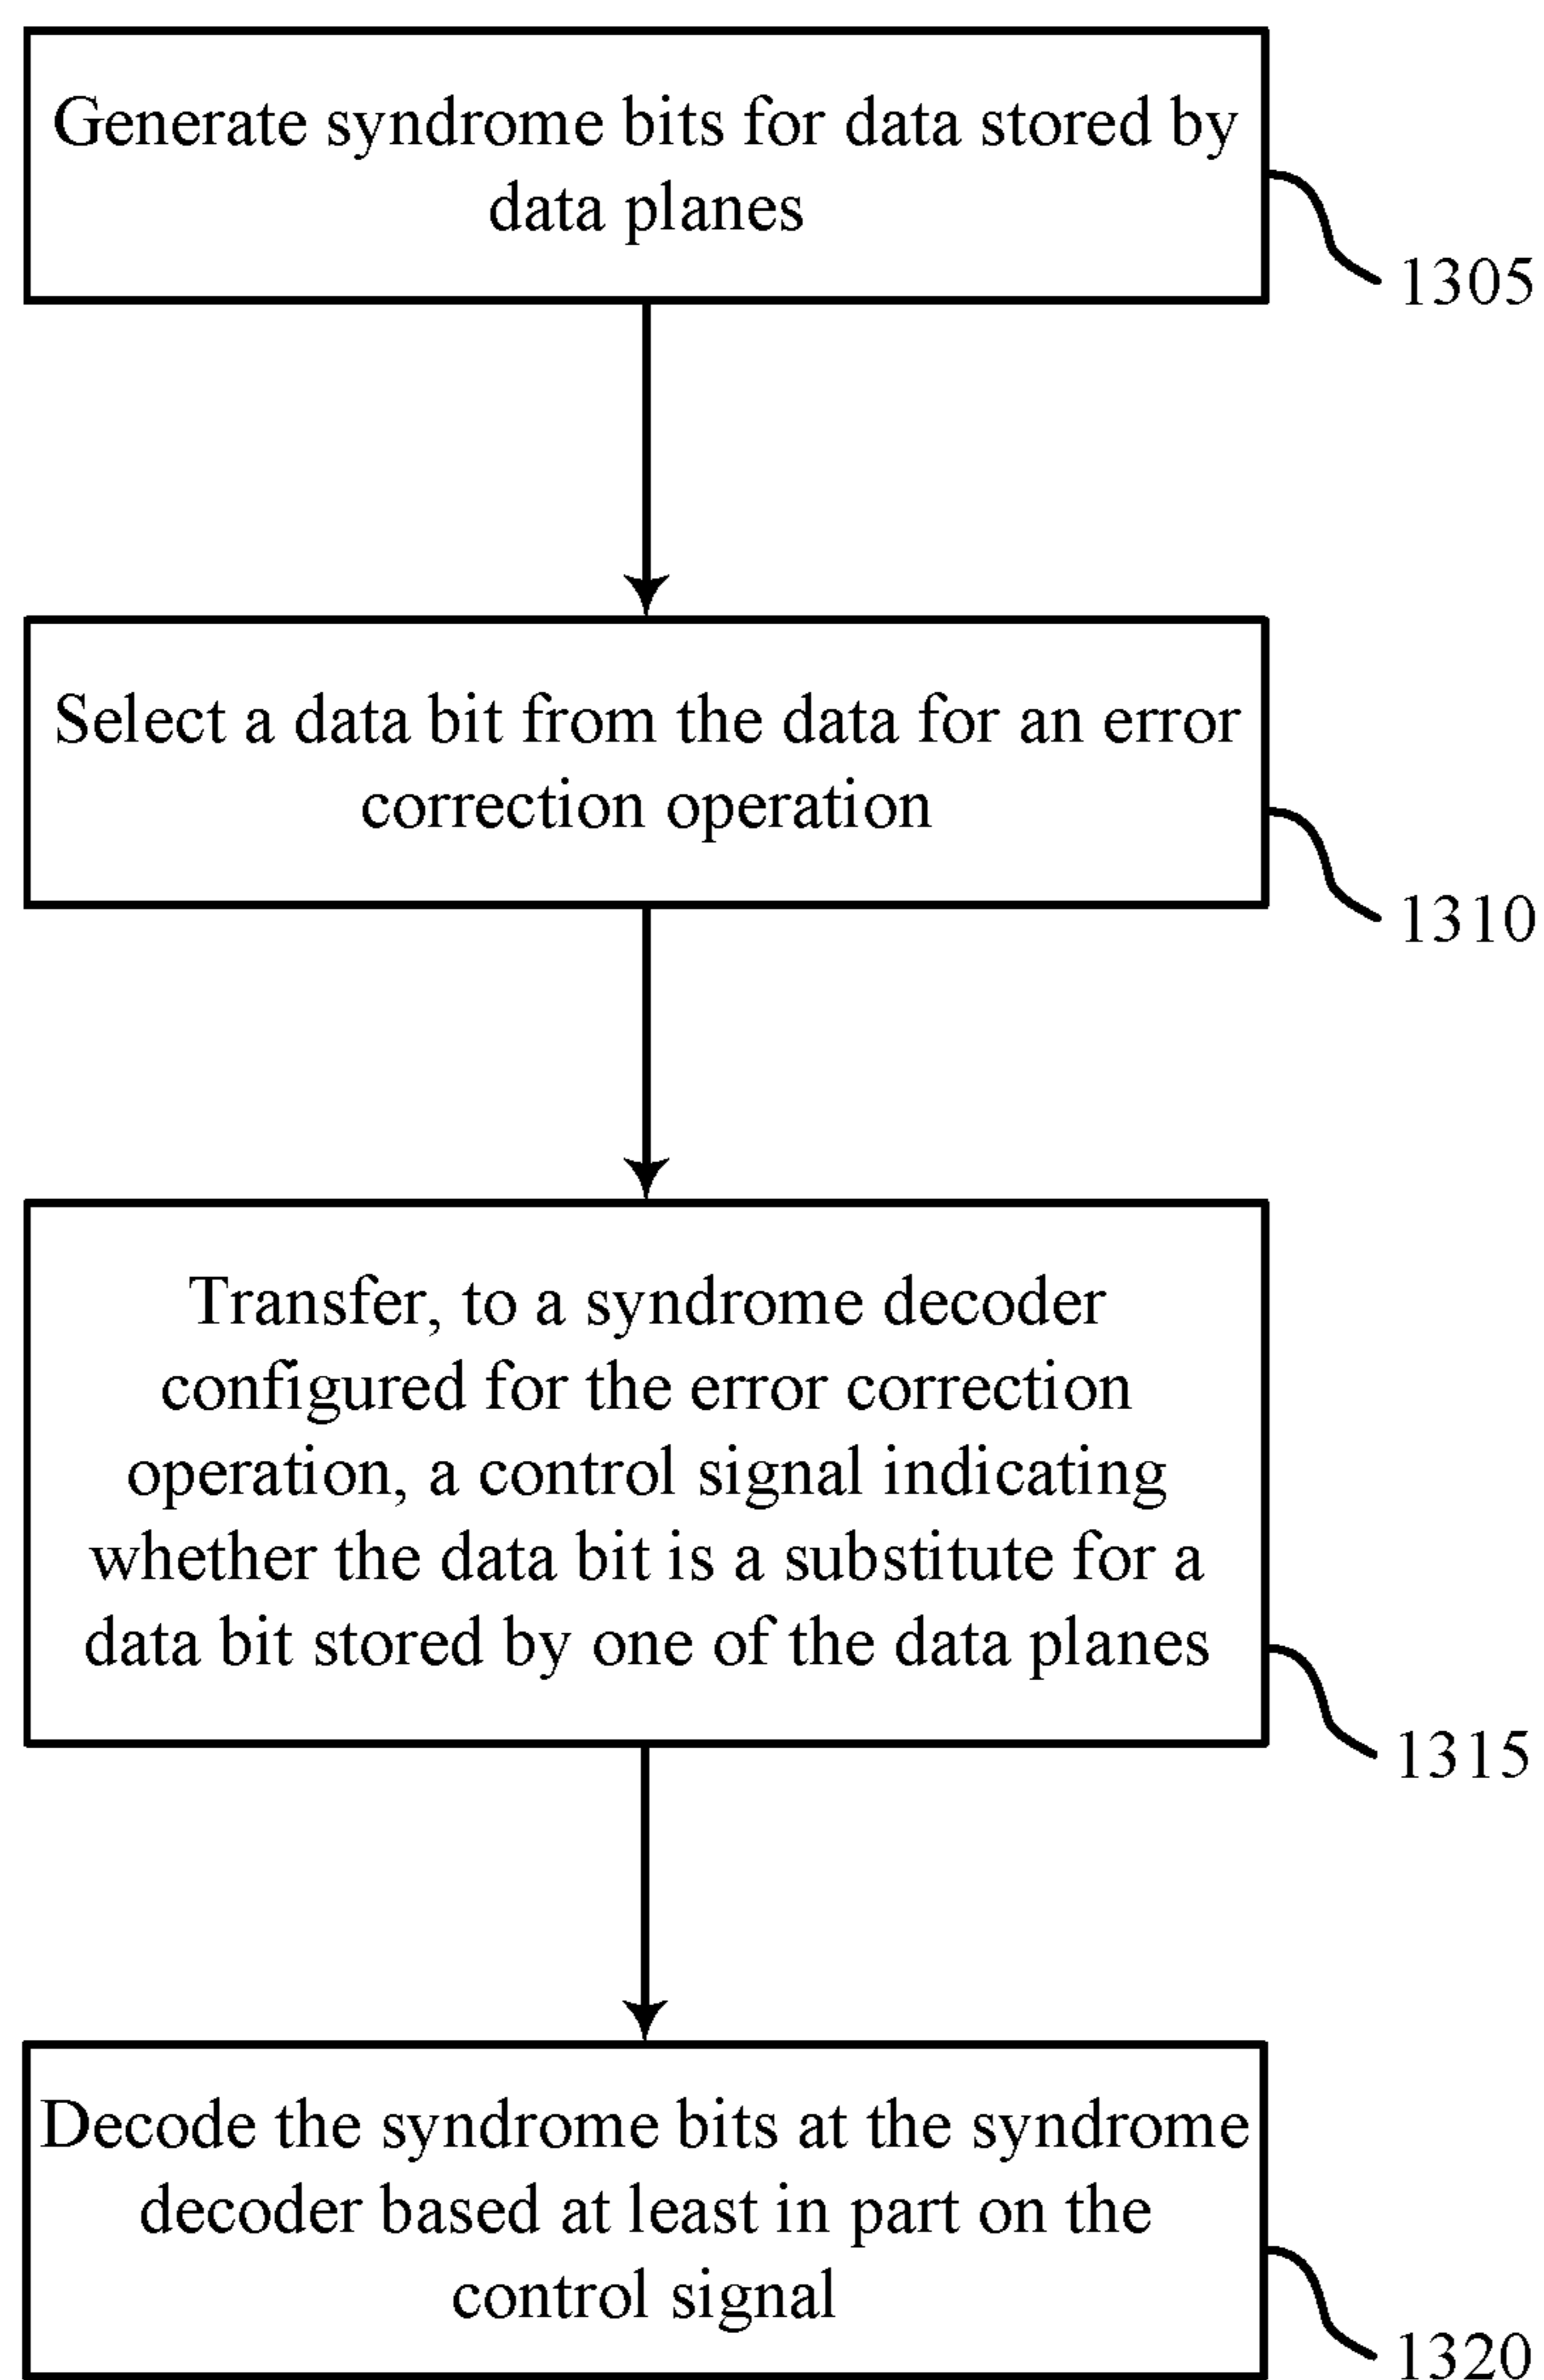 Generate syndrome bits for data stored by
data planes
1305
Select a data bit from the data for an error
correction operation
1310
Transfer, to a syndrome decoder
configured for the error correction
operation, a control signal indicating
whether the data bit is a substitute for a
data bit stored by one of the data planes
1315
Decode the syndrome bits at the syndrome
decoder based at least in part on the
control signal
1320